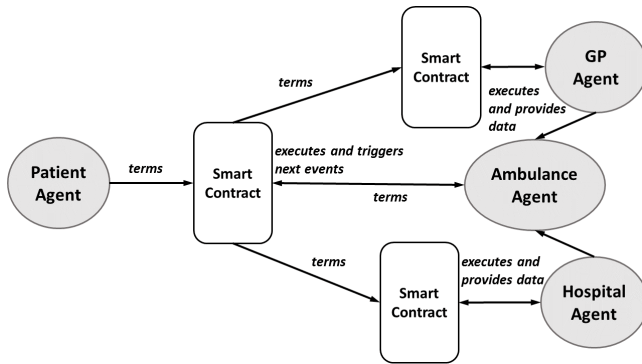 Smart
Contract
GP
Agent
terms
executes
and provides
data
Patient
Agent
terms
Smart
Contract
executes and triggers
next events
terms
Ambulance
Agent
terms
Smart
Contract
executes and
provides data
Hospital
Agent